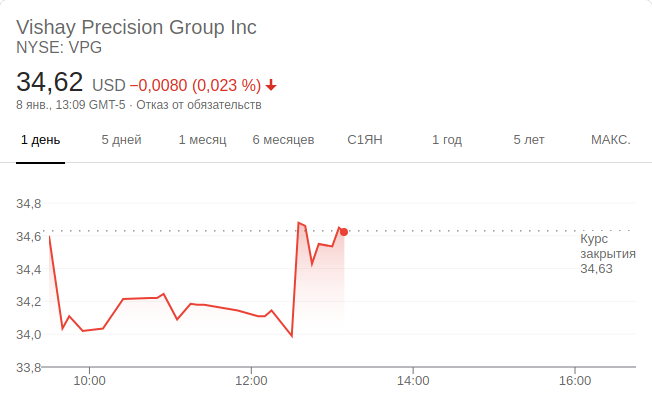 Vishay Precision Group Inc
NYSE: VPG
34,62 USD −0,0080 (0,023 %)
8 янв., 13:09 GMT-5 · Отказ от обязательств
1 день 5 дней 1 месяц 6 месяцев С1ЯН 1 год 5 лет МАКС.
34,8
34,6
34,4
34,2
34,0
33,8
Курс
закрытия
34,63
10:00 12:00 14:00 16:00